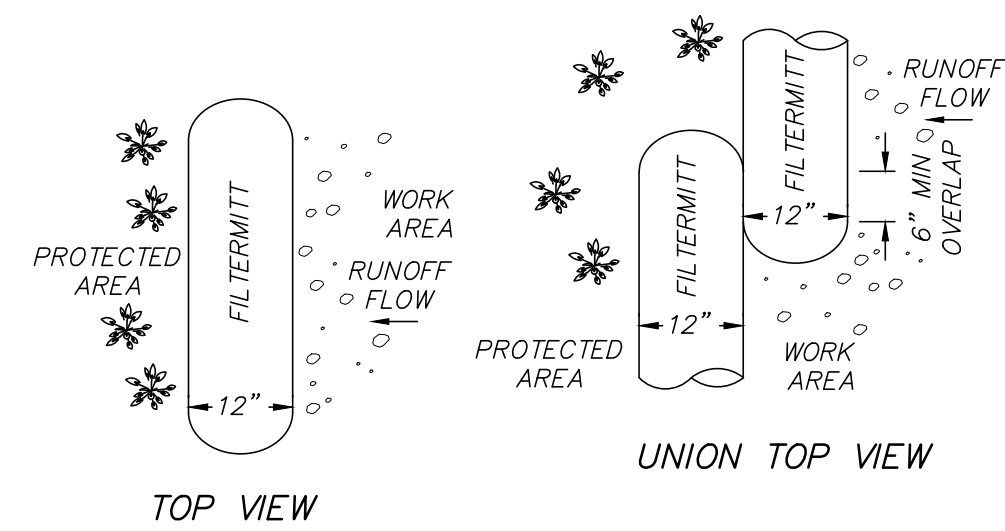 PROTECTED
AREA
FILTERMITT
WORK
AREA
RUNOFF
FLOW
12"
TOP VIEW
FILTERMITT
RUNOFF
FLOW
6" MIN
OVERLAP
12"
FILTERMITT
12"
PROTECTED
AREA
WORK
AREA
UNION TOP VIEW